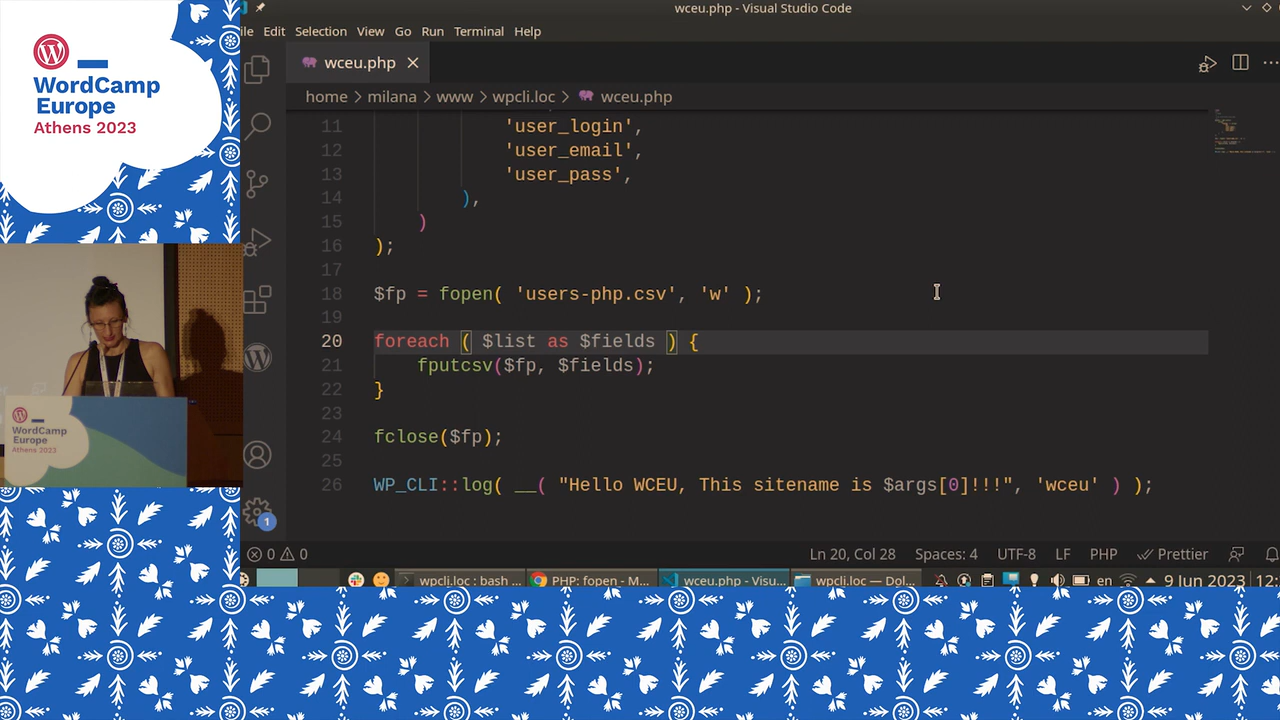 WordCamp
Europe
Athens 2023
WordCamp
Europe
Athens 2023
wceu.php - Visual Studio Code
ile Edit Selection View Go Run Terminal Help
wceu.php
home > milana > www > wpcli.loc > wceu.php
11 'user_login',
12 'user_email',
13 'user_pass',
14 ),
15 )
16 );
17
18 $fp = fopen( 'users-php.csv', 'w' );
19
20 foreach ( $list as $fields ) {
21 fputcsv($fp, $fields);
22 }
23
24 fclose($fp);
25
26 WP_CLI::log( __( "Hello WCEU, This sitename is $args[0]!!!", 'wceu' ) );
1
0 0 Ln 20, Col 28 Spaces: 4 UTF-8 LF PHP Prettier
wpcli.loc : bash ... PHP: fopen - M... wceu.php - Visu... wpcli.loc — Dol... en 9 Jun 2023 12: